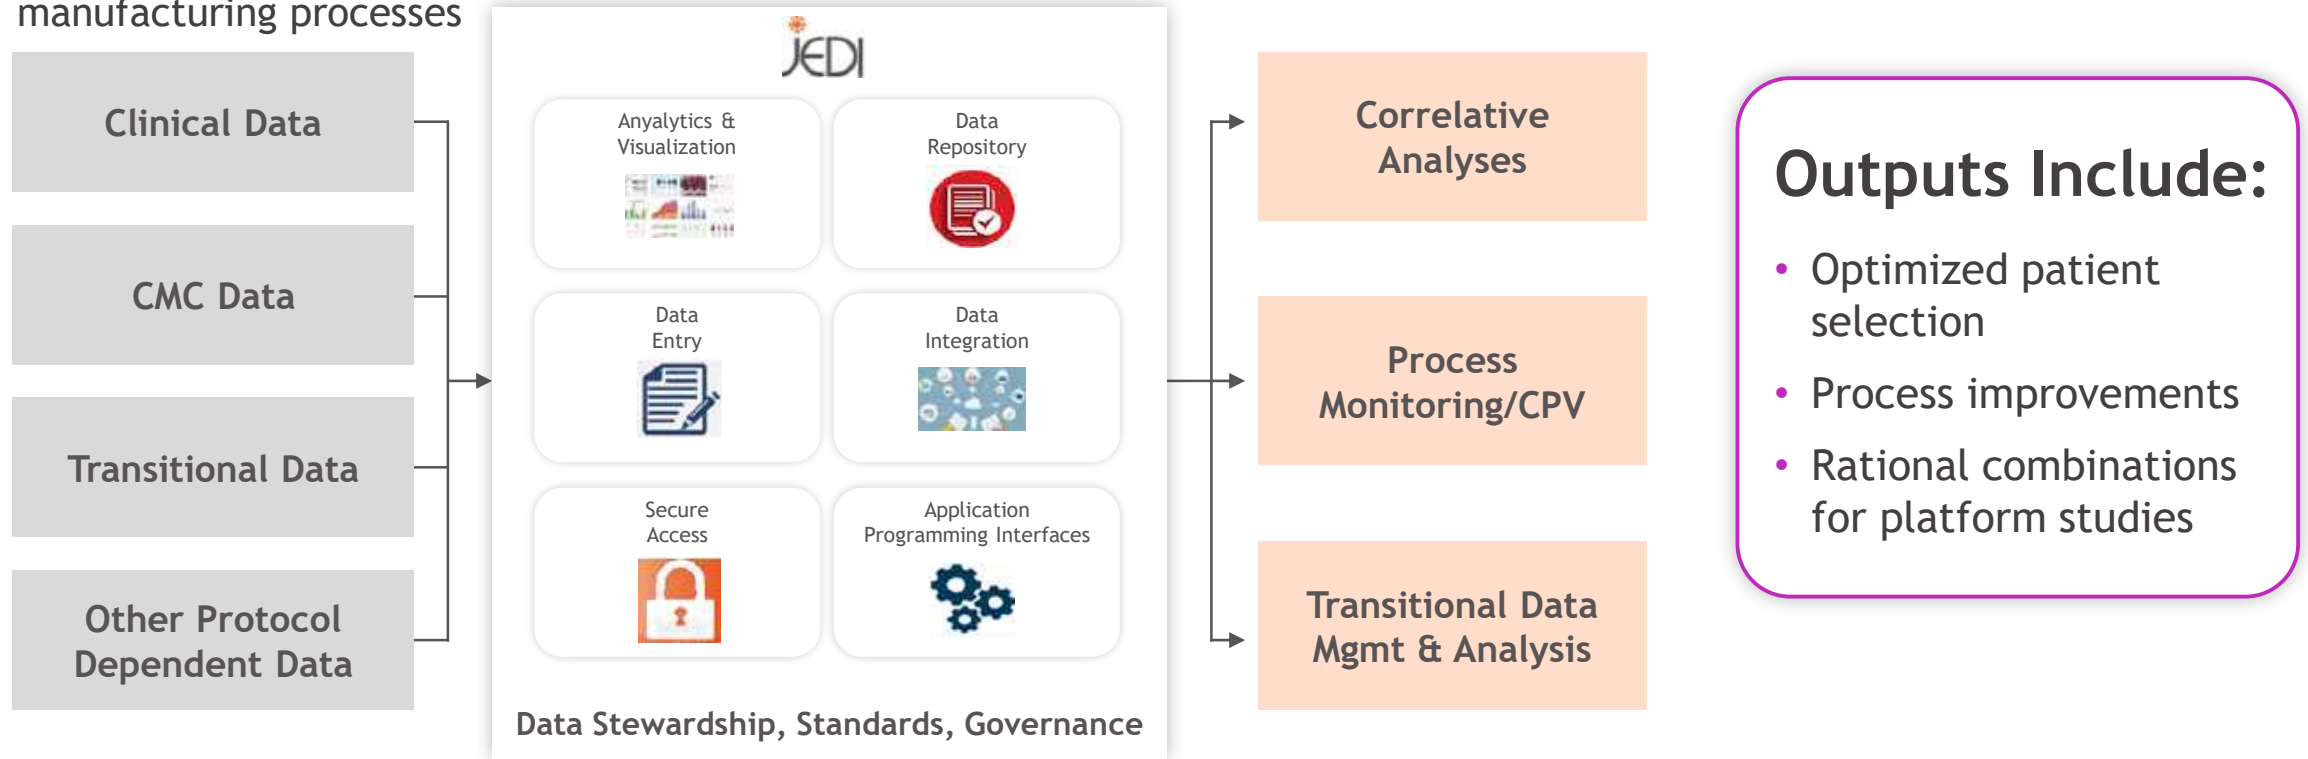 manufacturing processes
Clinical Data
CMC Data
Transitional Data
Other Protocol
Dependent Data
JEDI
Anyalytics &
Visualization
Data
Repository
Data
Entry
Data
Integration
Secure
Access
Application
Programming Interfaces
Data Stewardship, Standards, Governance
Correlative
Analyses
Process
Monitoring/CPV
Transitional Data
Mgmt & Analysis
Outputs Include:
• Optimized patient
selection
• Process improvements
• Rational combinations
for platform studies